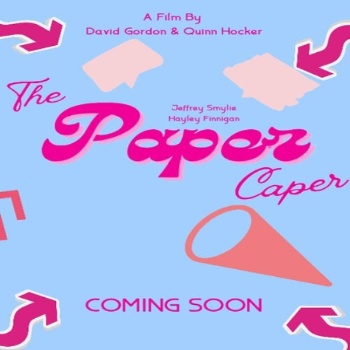 A Film By
David Gordon & Quinn Hocker
The
Jeffrey Smylie
Hayley Finnigan
Paper
Caper
COMING SOON